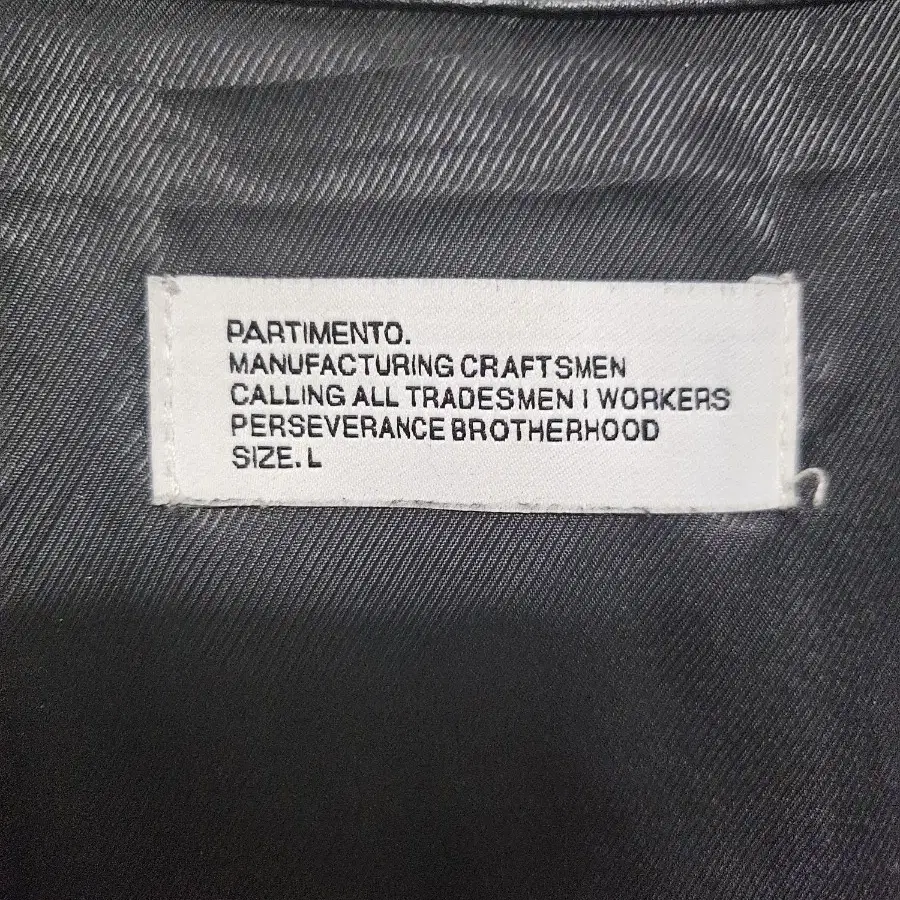 PARTIMENTO.
MANUFACTURING CRAFTSMEN
CALLING ALL TRADESMEN I WORKERS
PERSEVERANCE BROTHERHOOD
SIZE. L